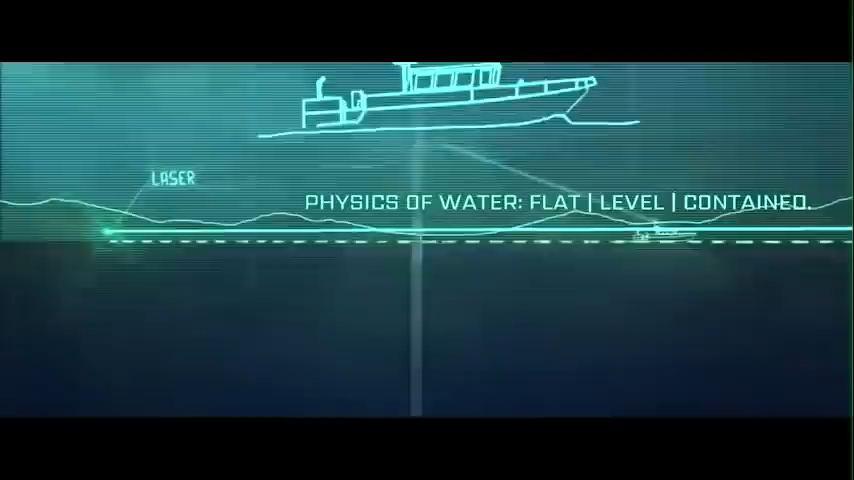 LASER
PHYSICS OF WATER: FLAT | LEVEL | CONTAINED.